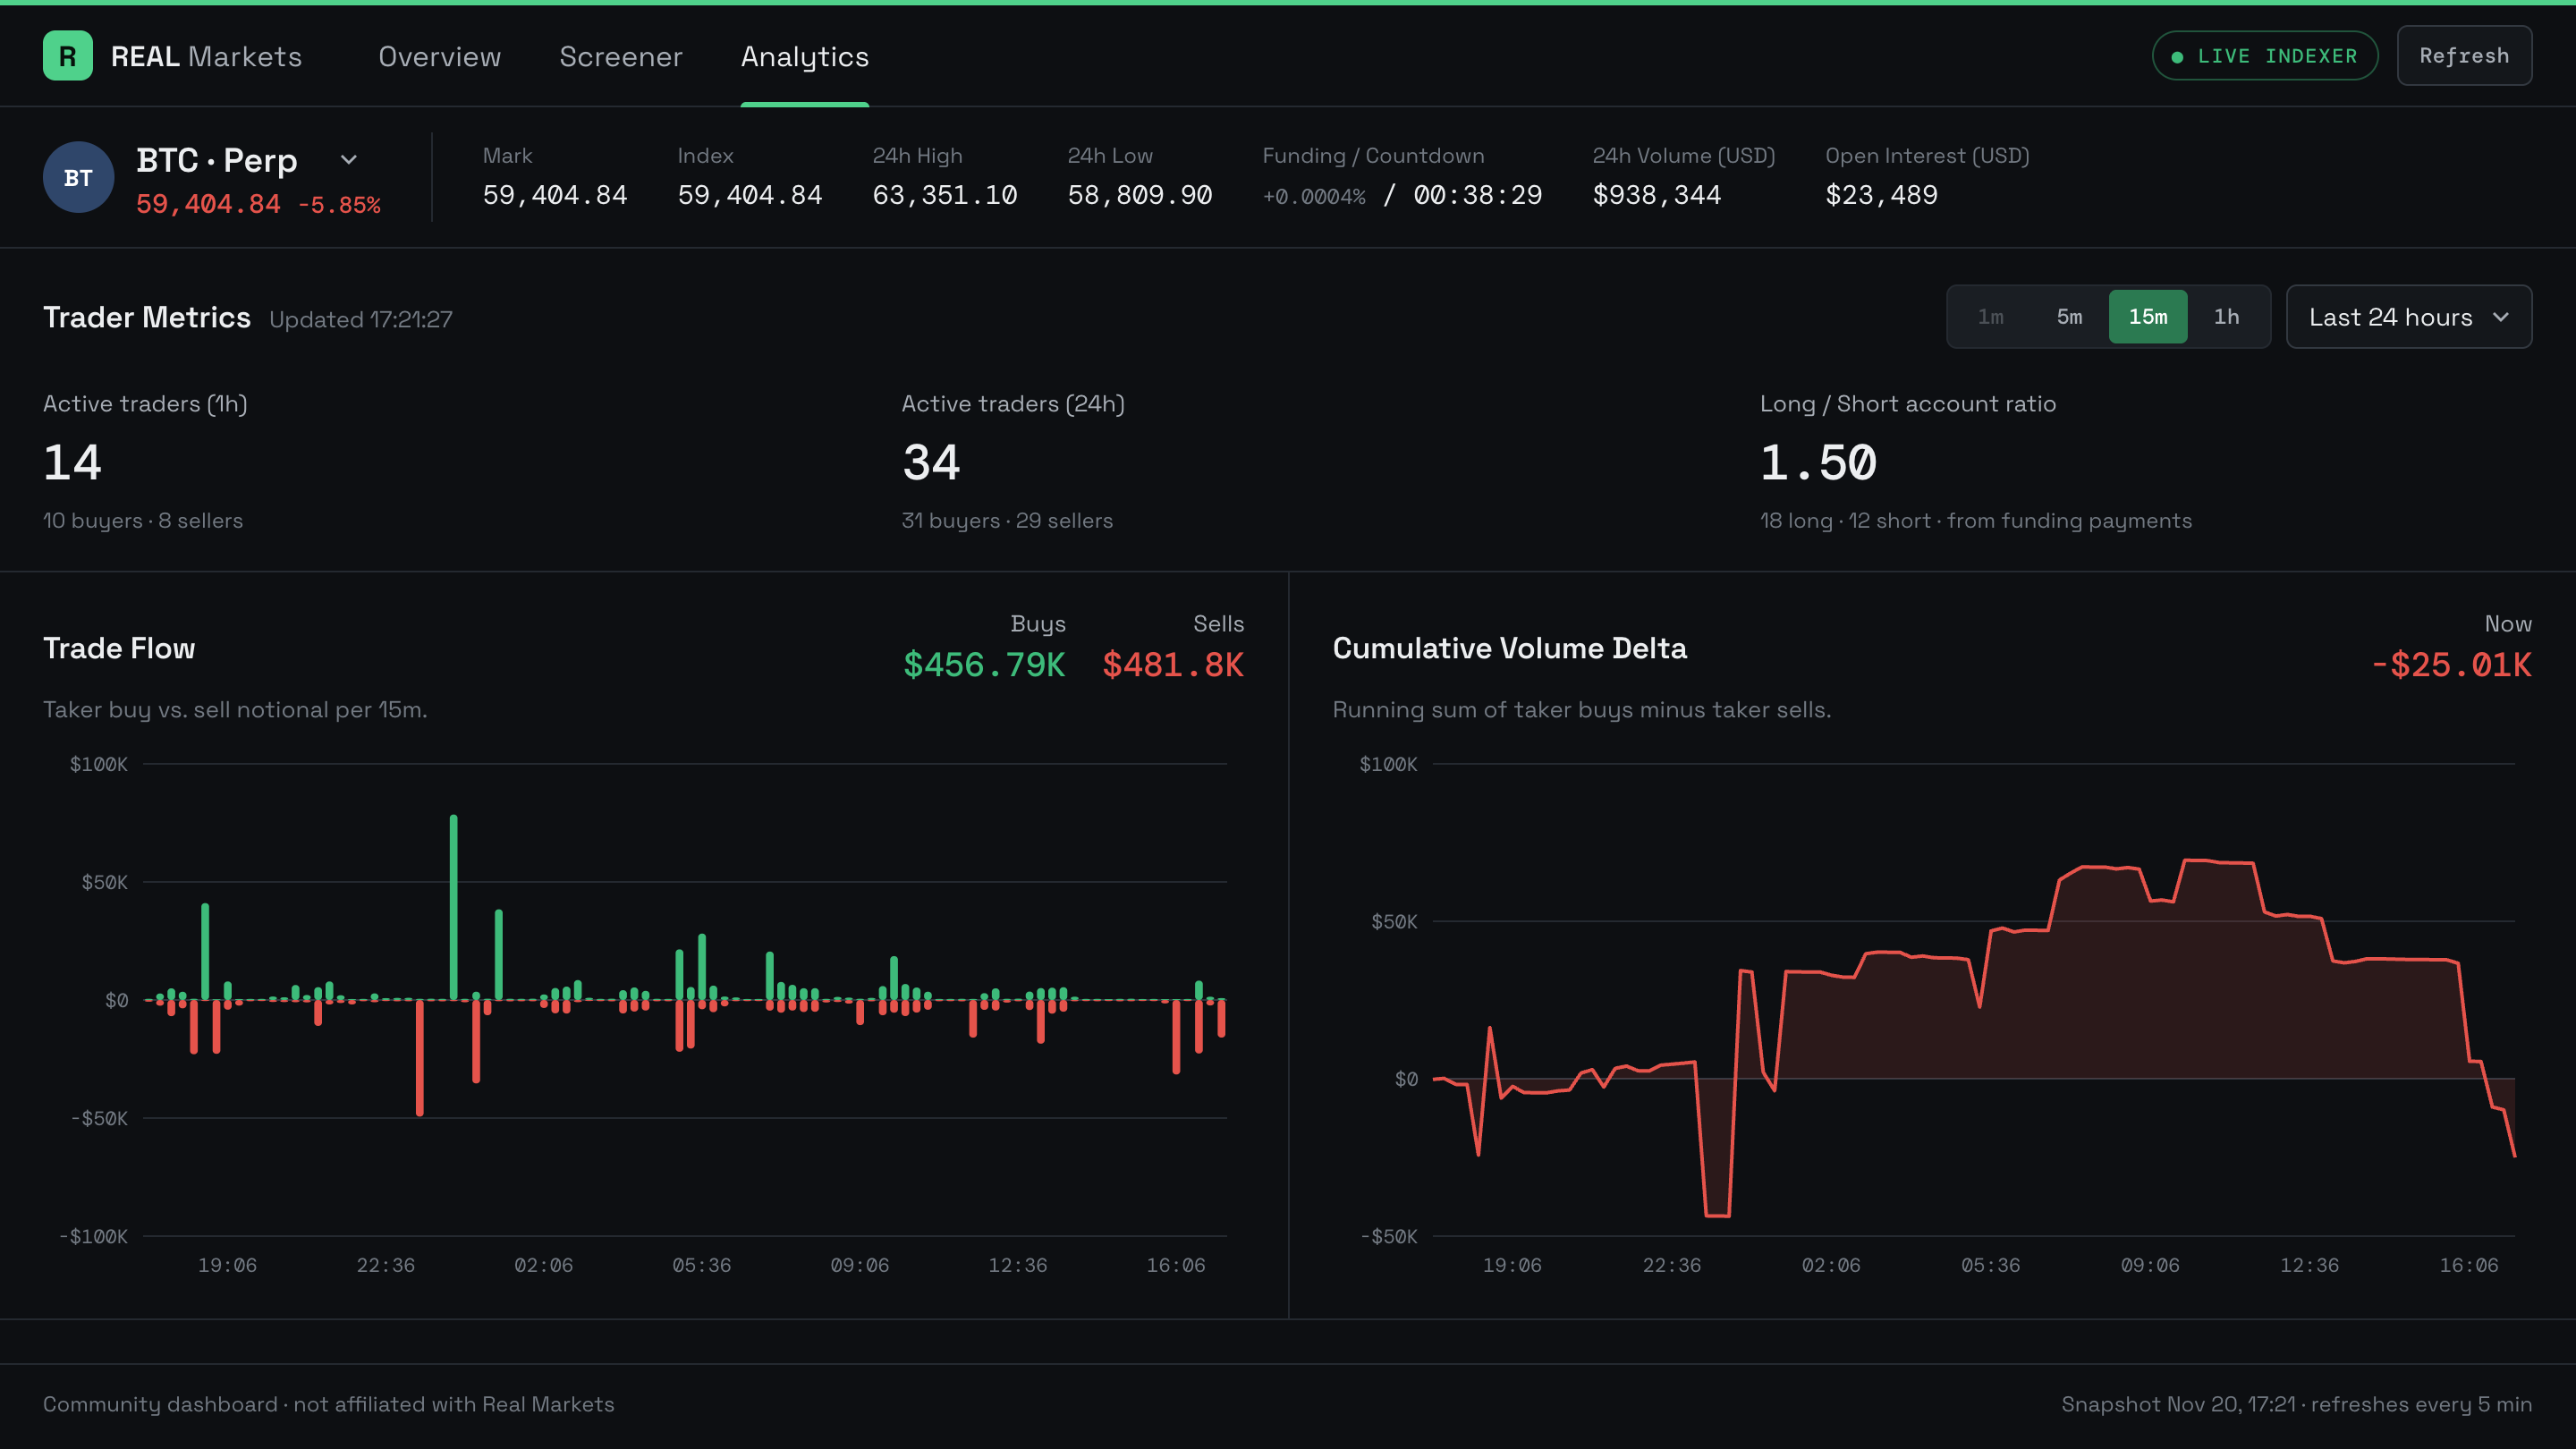 R REAL Markets Overview Screener Analytics LIVE INDEXER Refresh
BT
BTC · Perp
59,404.84 -5.85%
Mark
59,404.84
Index
59,404.84
24h High
63,351.10
24h Low
58,809.90
Funding / Countdown
+0.0004% / 00:38:29
24h Volume (USD)
$938,344
Open Interest (USD)
$23,489
Trader Metrics Updated 17:21:27
1m 5m 15m 1h Last 24 hours
Active traders (1h)
14
10 buyers · 8 sellers
Active traders (24h)
34
31 buyers · 29 sellers
Long / Short account ratio
1.50
18 long · 12 short · from funding payments
Trade Flow
Buys
$456.79K
Sells
$481.8K
Taker buy vs. sell notional per 15m.
$100K
$50K
$0
-$50K
-$100K
19:06 22:36 02:06 05:36 09:06 12:36 16:06
Cumulative Volume Delta
Now
-$25.01K
Running sum of taker buys minus taker sells.
$100K
$50K
$0
-$50K
19:06 22:36 02:06 05:36 09:06 12:36 16:06
Community dashboard · not affiliated with Real Markets
Snapshot Nov 20, 17:21 · refreshes every 5 min